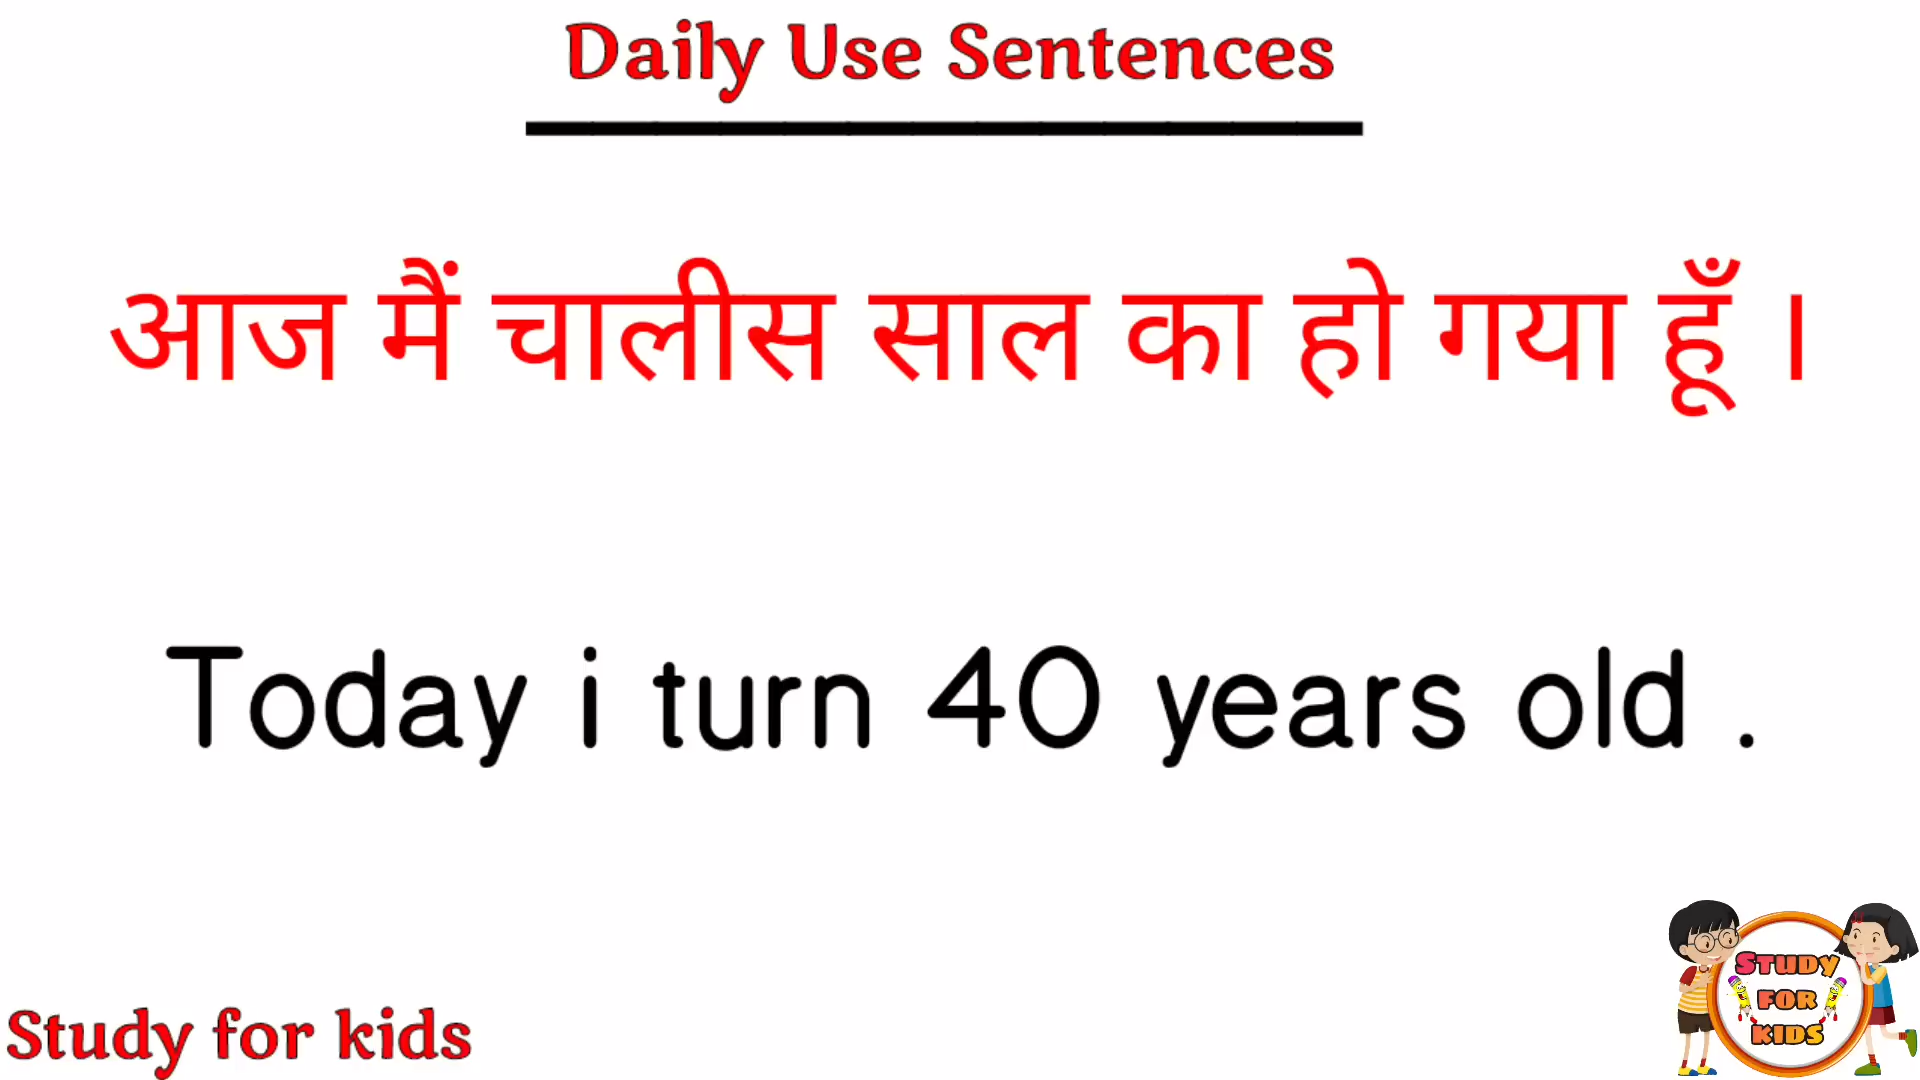 Daily Use Sentences
आज मैं चालीस साल का हो गया हूँ ।
Today i turn 40 years old .
Study for kids
STUDY
FOR
KIDS